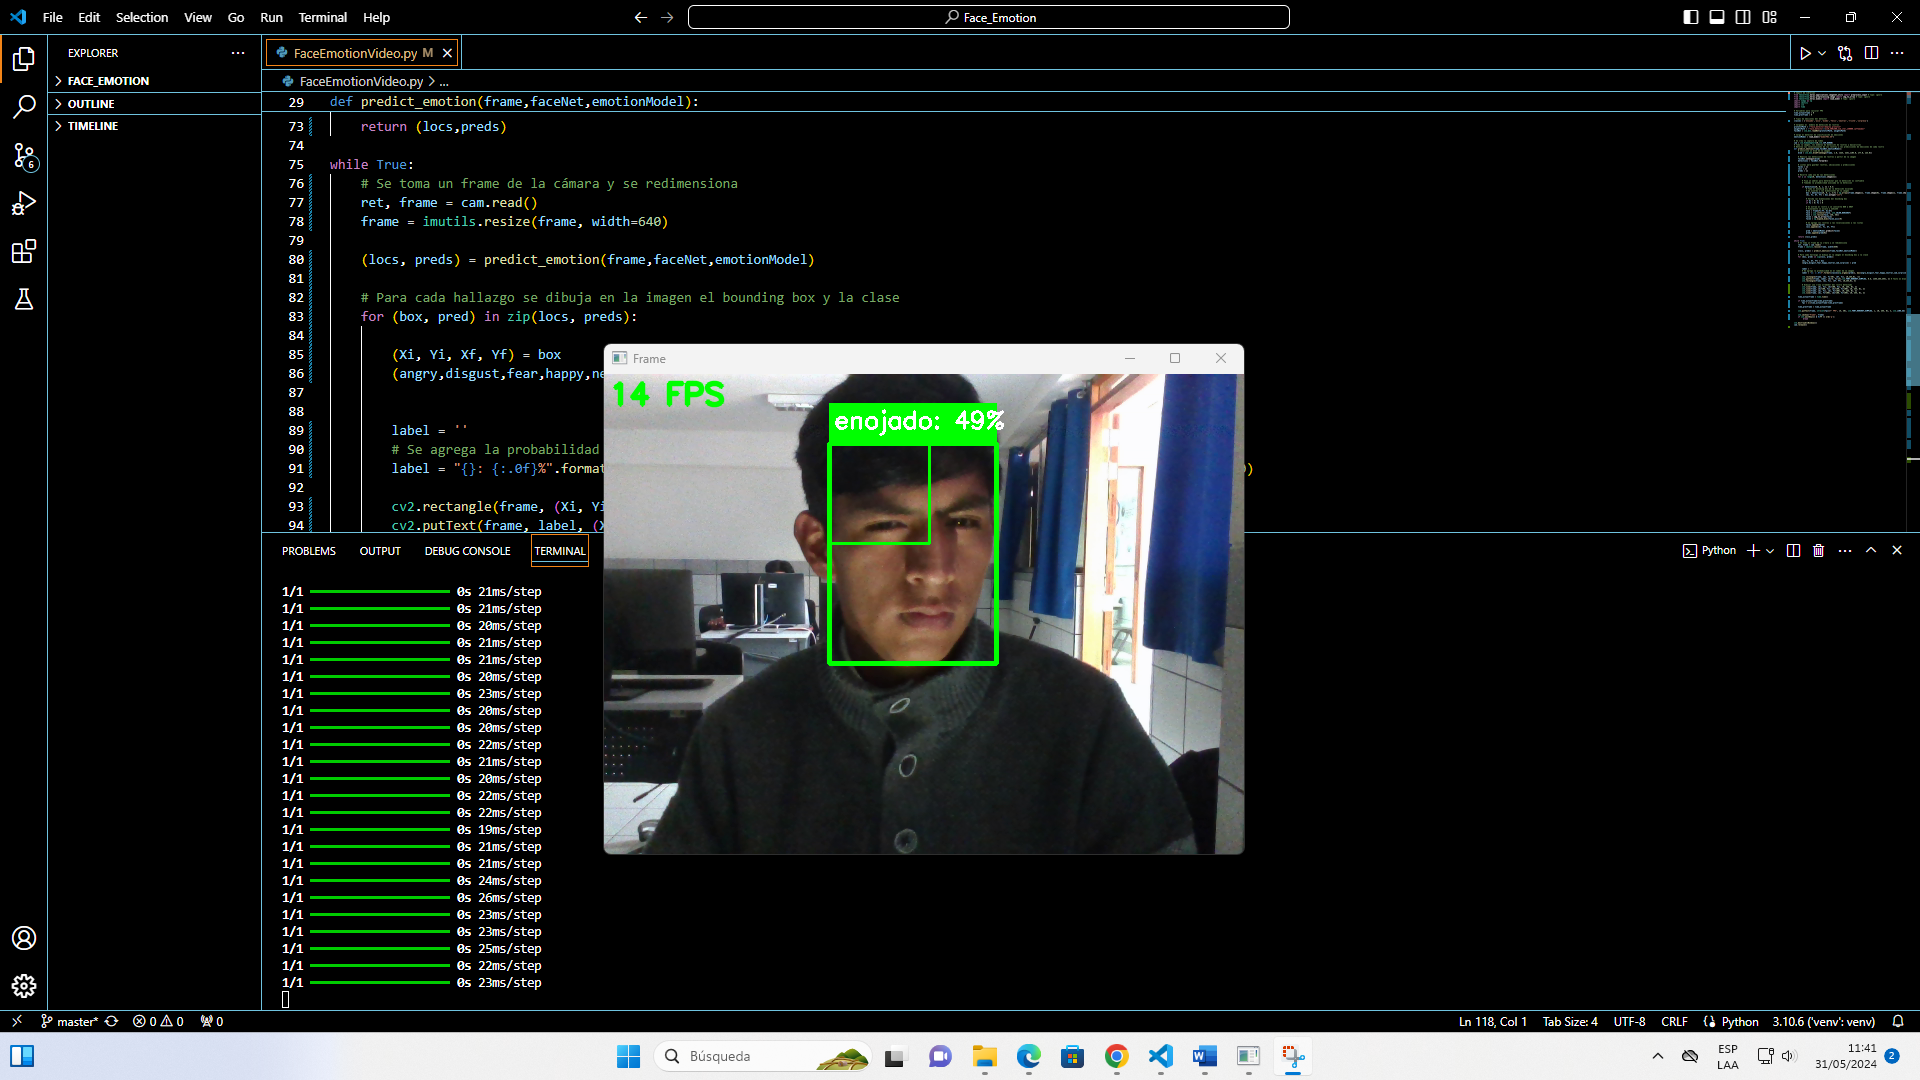 File Edit Selection View Go Run Terminal Help
Face_Emotion
EXPLORER
FACE_EMOTION
OUTLINE
TIMELINE
6
FaceEmotionVideo.py M
FaceEmotionVideo.py > ...
29 def predict_emotion(frame,faceNet,emotionModel):
73 return (locs,preds)
74
75 while True:
76 # Se toma un frame de la cámara y se redimensiona
77 ret, frame = cam.read()
78 frame = imutils.resize(frame, width=640)
79
80 (locs, preds) = predict_emotion(frame,faceNet,emotionModel)
81
82 # Para cada hallazgo se dibuja en la imagen el bounding box y la clase
83 for (box, pred) in zip(locs, preds):
84
85 (Xi, Yi, Xf, Yf) = box
86 (angry,disgust,fear,happy,ne
87
88
89 label = ''
90 # Se agrega la probabilidad
91 label = "{}: {:.0f}%".format )
92
93 cv2.rectangle(frame, (Xi, Yi
94 cv2.putText(frame, label, (X
Frame
14 FPS
enojado: 49%
PROBLEMS OUTPUT DEBUG CONSOLE TERMINAL
Python
1/1 0s 21ms/step
1/1 0s 21ms/step
1/1 0s 20ms/step
1/1 0s 21ms/step
1/1 0s 21ms/step
1/1 0s 20ms/step
1/1 0s 23ms/step
1/1 0s 20ms/step
1/1 0s 20ms/step
1/1 0s 22ms/step
1/1 0s 21ms/step
1/1 0s 20ms/step
1/1 0s 22ms/step
1/1 0s 22ms/step
1/1 0s 19ms/step
1/1 0s 21ms/step
1/1 0s 21ms/step
1/1 0s 24ms/step
1/1 0s 26ms/step
1/1 0s 23ms/step
1/1 0s 23ms/step
1/1 0s 25ms/step
1/1 0s 22ms/step
1/1 0s 23ms/step
master* 0 0 0
Ln 118, Col 1 Tab Size: 4 UTF-8 CRLF Python 3.10.6 ('venv': venv)
Búsqueda
ESP
LAA
11:41
31/05/2024
2